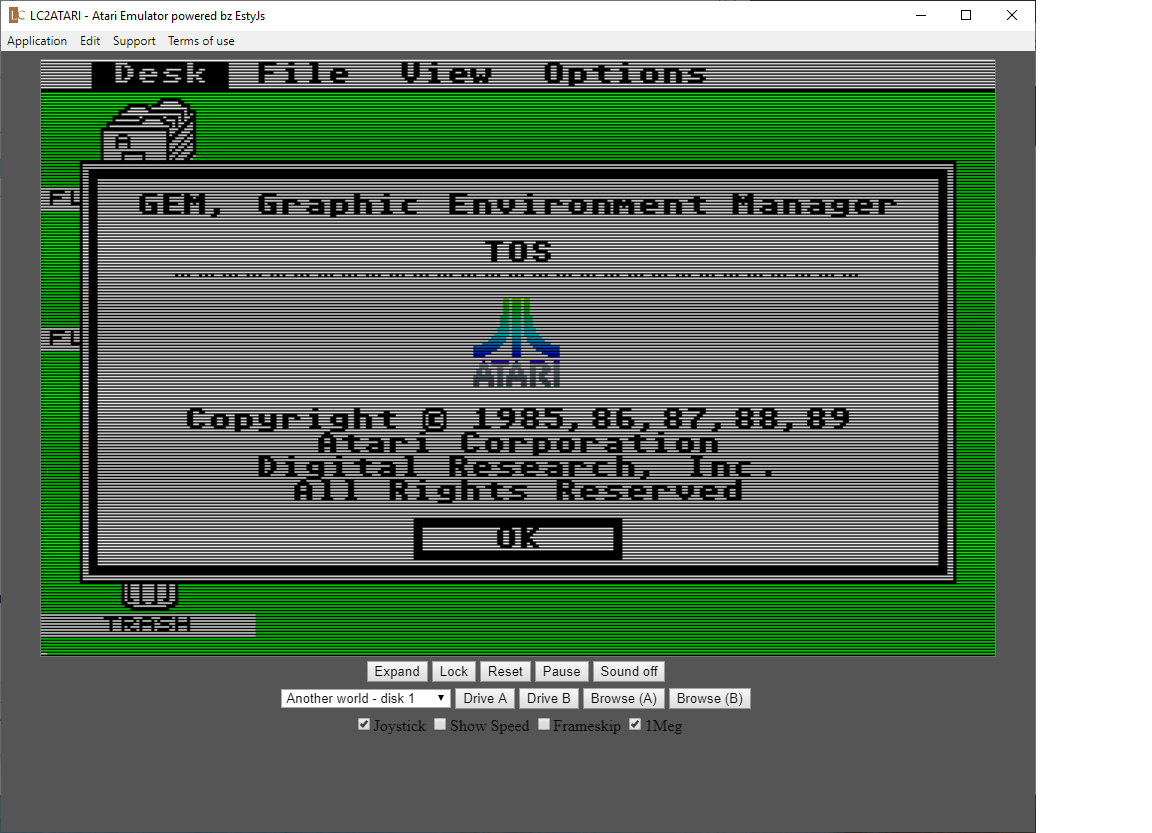 LC LC2ATARI - Atari Emulator powered bz EstyJs
Application Edit Support Terms of use
Desk File View Options
A
FL
GEM, Graphic Environment Manager
TOS
ATARI
FL
Copyright © 1985,86,87,88,89
Atari Corporation
Digital Research, Inc.
All Rights Reserved
OK
TRASH
Expand Lock Reset Pause Sound off
Another world - disk 1 Drive A Drive B Browse (A) Browse (B)
Joystick Show Speed Frameskip 1Meg